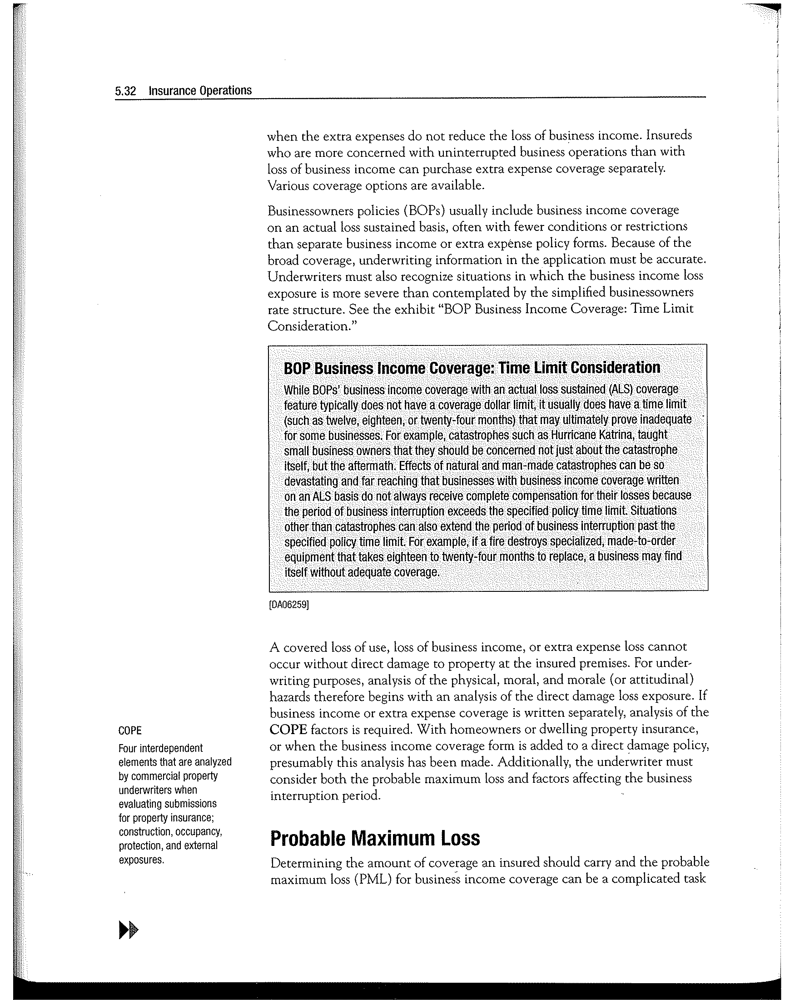 5.32 Insurance Operations
when the extra expenses do not reduce the loss of business income. Insureds
who are more concerned with uninterrupted business operations than with
loss of business income can purchase extra expense coverage separately.
Various coverage options are available.
Businessowners policies (BOPs) usually include business income coverage
on an actual loss sustained basis, often with fewer conditions or restrictions
than separate business income or extra expense policy forms. Because of the
broad coverage, underwriting information in the application must be accurate.
Underwriters must also recognize situations in which the business income loss
exposure is more severe than contemplated by the simplified businessowners
rate structure. See the exhibit “BOP Business Income Coverage: Time Limit
Consideration.”
BOP Business Income Coverage: Time Limit Consideration
While BOPs' business income coverage with an actual loss sustained (ALS) coverage
feature typically does not have a coverage dollar limit, it usually does have a time limit
(such as twelve, eighteen, or twenty-four months) that may ultimately prove inadequate
for some businesses. For example, catastrophes such as Hurricane Katrina, taught
small business owners that they should be concerned not just about the catastrophe
itself, but the aftermath. Effects of natural and man-made catastrophes can be so
devastating and far reaching that businesses with business income coverage written
on an ALS basis do not always receive complete compensation for their losses because
the period of business interruption exceeds the specified policy time limit. Situations
other than catastrophes can also extend the period of business interruption past the
specified policy time limit. For example, if a fire destroys specialized, made-to-order
equipment that takes eighteen to twenty-four months to replace, a business may find
itself without adequate coverage.
[DA06259]
A covered loss of use, loss of business income, or extra expense loss cannot
occur without direct damage to property at the insured premises. For under-
writing purposes, analysis of the physical, moral, and morale (or attitudinal)
hazards therefore begins with an analysis of the direct damage loss exposure. If
business income or extra expense coverage is written separately, analysis of the
COPE factors is required. With homeowners or dwelling property insurance,
or when the business income coverage form is added to a direct damage policy,
presumably this analysis has been made. Additionally, the underwriter must
consider both the probable maximum loss and factors affecting the business
interruption period.
COPE
Four interdependent
elements that are analyzed
by commercial property
underwriters when
evaluating submissions
for property insurance;
construction, occupancy,
protection, and external
exposures.
Probable Maximum Loss
Determining the amount of coverage an insured should carry and the probable
maximum loss (PML) for business income coverage can be a complicated task